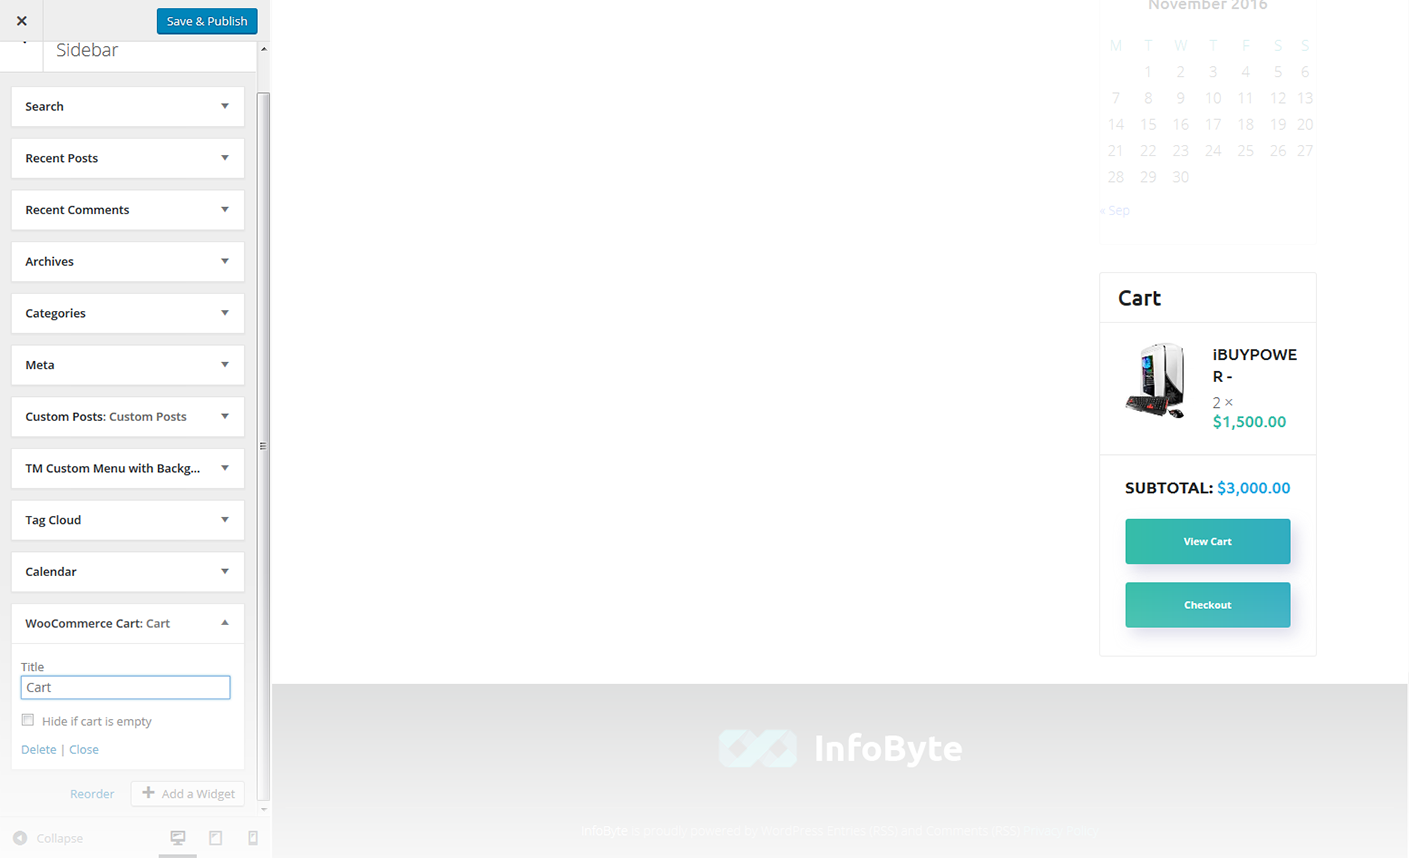 Save & Publish
Sidebar
Search
Recent Posts
Recent Comments
Archives
Categories
Meta
Custom Posts: Custom Posts
TM Custom Menu with Backg...
Tag Cloud
Calendar
WooCommerce Cart: Cart
Title
Cart
Hide if cart is empty
Delete | Close
Reorder
Add a Widget
Collapse
November 2016
M T W T F S S
1 2 3 4 5 6
7 8 9 10 11 12 13
14 15 16 17 18 19 20
21 22 23 24 25 26 27
28 29 30
« Sep
Cart
iBUYPOWE
R -
2 ×
$1,500.00
SUBTOTAL: $3,000.00
View Cart
Checkout
InfoByte
InfoByte is proudly powered by WordPress Entries (RSS) and Comments (RSS) Privacy Policy